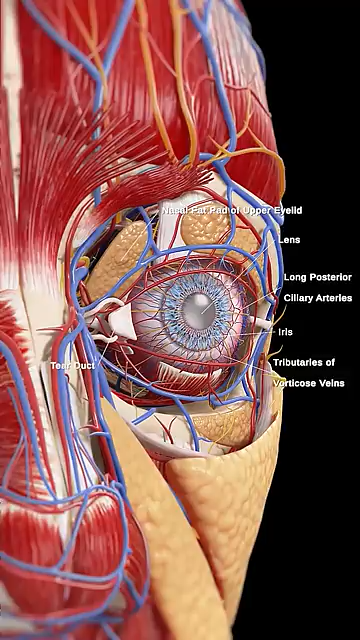 Nasal Fat Pad of Upper Eyelid
Lens
Long Posterior
Ciliary Arteries
Iris
Tear Duct
Tributaries of
Vorticose Veins